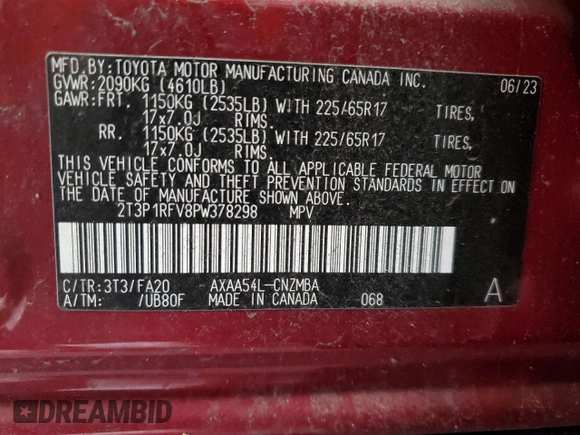 MFD.BY: TOYOTA MOTOR MANUFACTURING CANADA INC. 06/23
GVWR: 2090KG (4610LB)
GAWR: FRT. 1150KG (2535LB) WITH 225/65R17 TIRES,
17x7.0J RIMS.
RR. 1150KG (2535LB) WITH 225/65R17 TIRES,
17x7.0J RIMS.
THIS VEHICLE CONFORMS TO ALL APPLICABLE FEDERAL MOTOR
VEHICLE SAFETY AND THEFT PREVENTION STANDARDS IN EFFECT ON
THE DATE OF MANUFACTURE SHOWN ABOVE.
2T3P1RFV8PW378298 MPV
C/TR: 3T3/FA20 AXAA54L-CNZMBA
A/TM: /UB80F MADE IN CANADA 068 A
DREAMBID